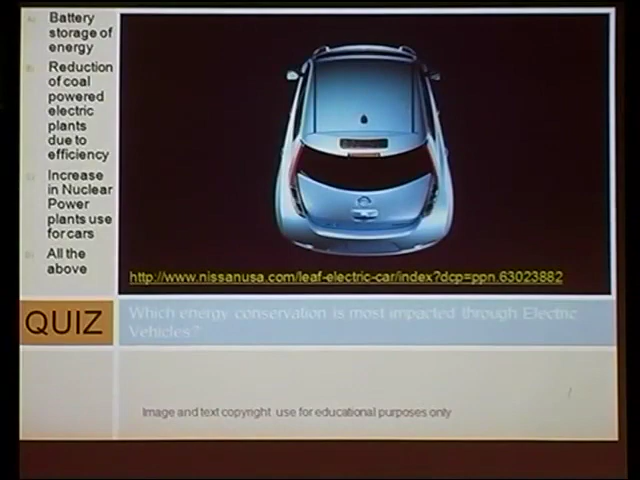 Battery
storage of
energy
Reduction
of coal
powered
electric
plants
due to
efficiency
Increase
in Nuclear
Power
plants use
for cars
All the
above
http://www.nissanusa.com/leaf-electric-car/index?dcp=ppn.63023882
QUIZ
Which energy conservation is most impacted through Electric
Vehicles?
Image and text copyright, use for educational purposes only